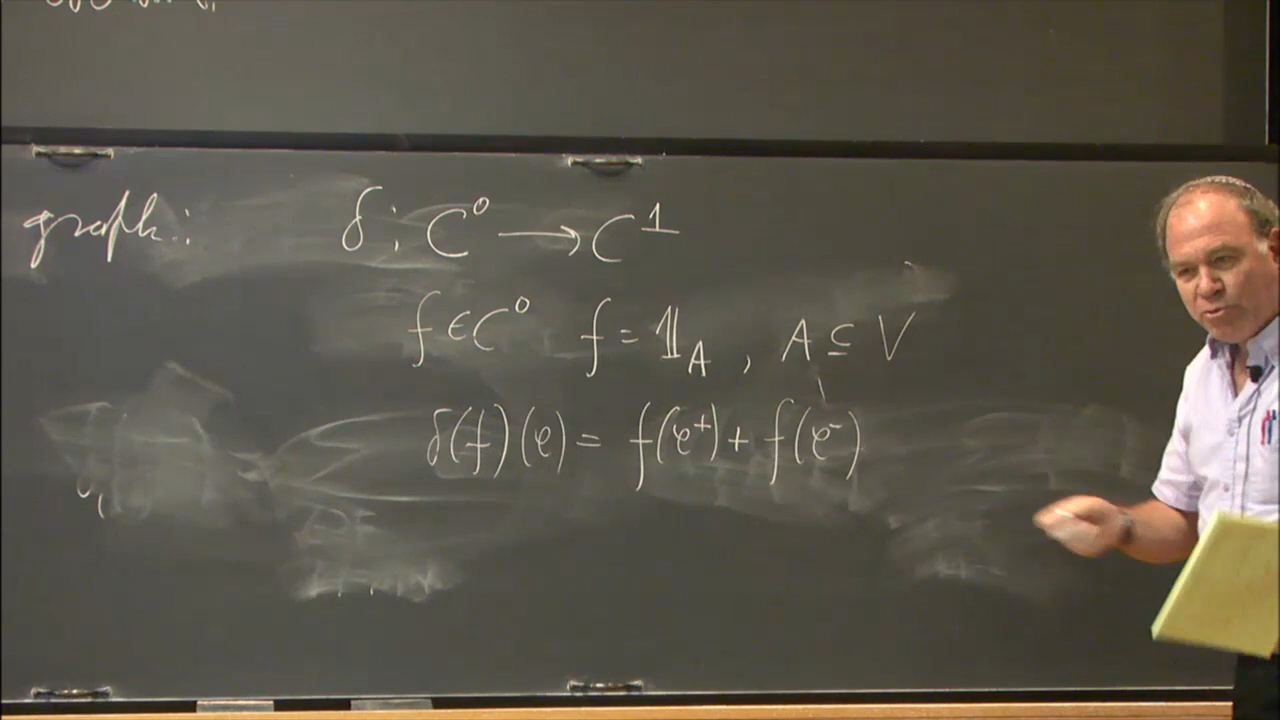 graph: δ: C⁰ → C¹
f ∈ C⁰ f = 𝟙_A , A ⊆ V
δ(f)(e) = f(e⁺) + f(e⁻)